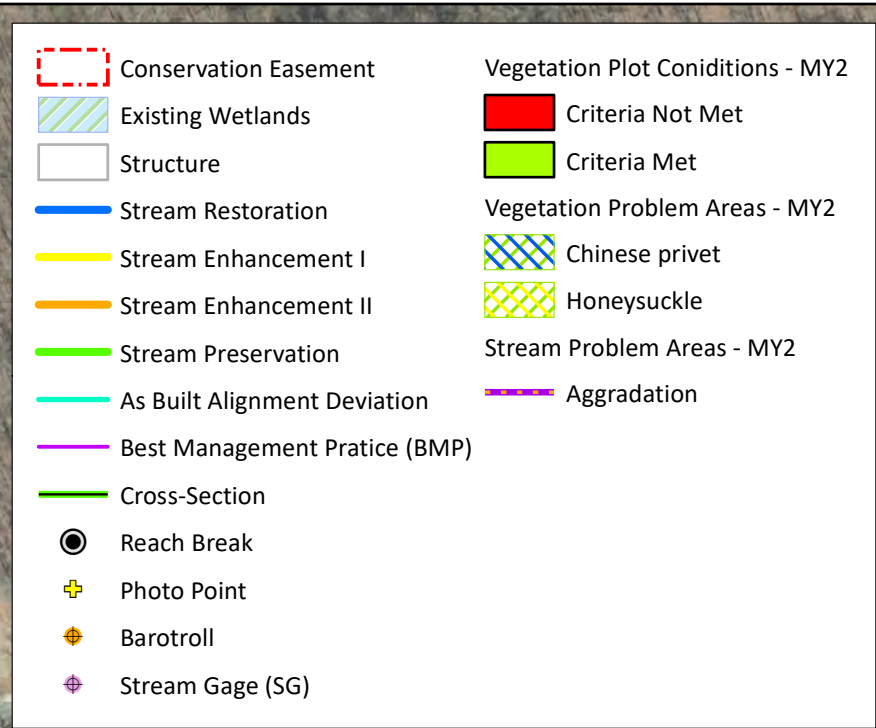 Conservation Easement
Existing Wetlands
Structure
Stream Restoration
Stream Enhancement I
Stream Enhancement II
Stream Preservation
As Built Alignment Deviation
Best Management Pratice (BMP)
Cross-Section
Reach Break
Photo Point
Barotroll
Stream Gage (SG)
Vegetation Plot Coniditions - MY2
Criteria Not Met
Criteria Met
Vegetation Problem Areas - MY2
Chinese privet
Honeysuckle
Stream Problem Areas - MY2
Aggradation